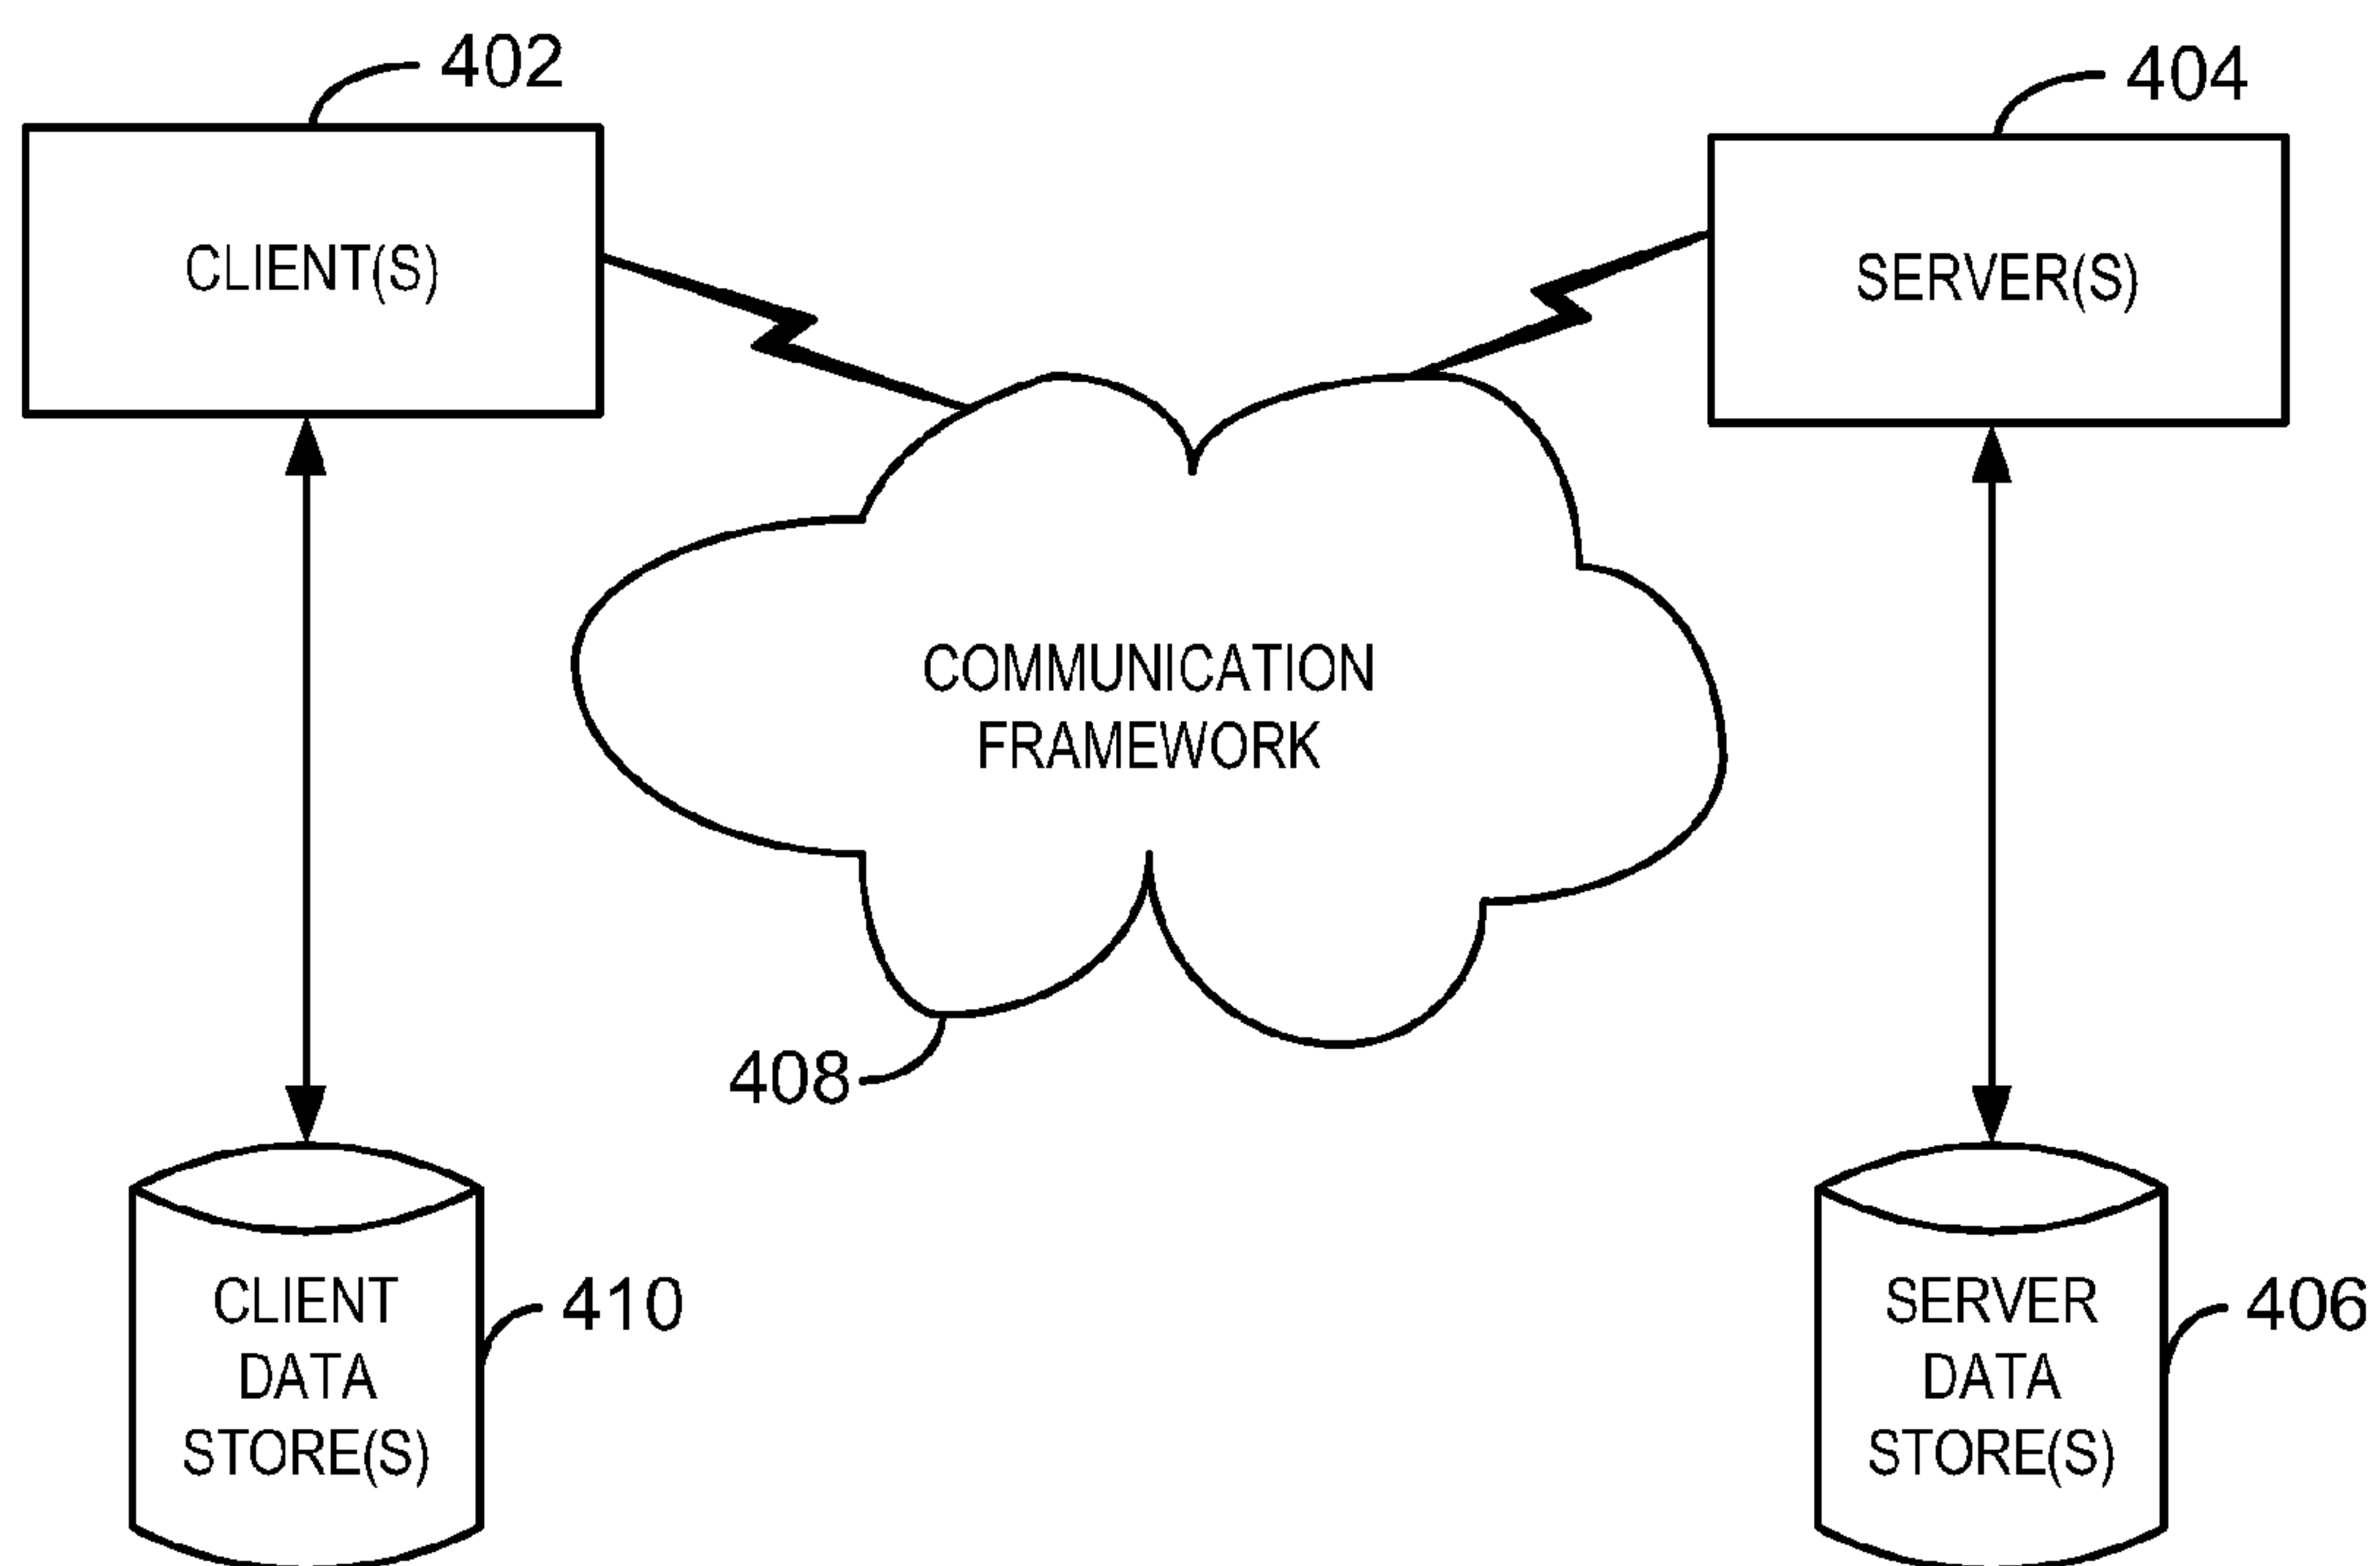 402
404
CLIENT(S)
SERVER(S)
COMMUNICATION
FRAMEWORK
408
CLIENT
DATA
STORE(S)
410
SERVER
DATA
STORE(S)
406